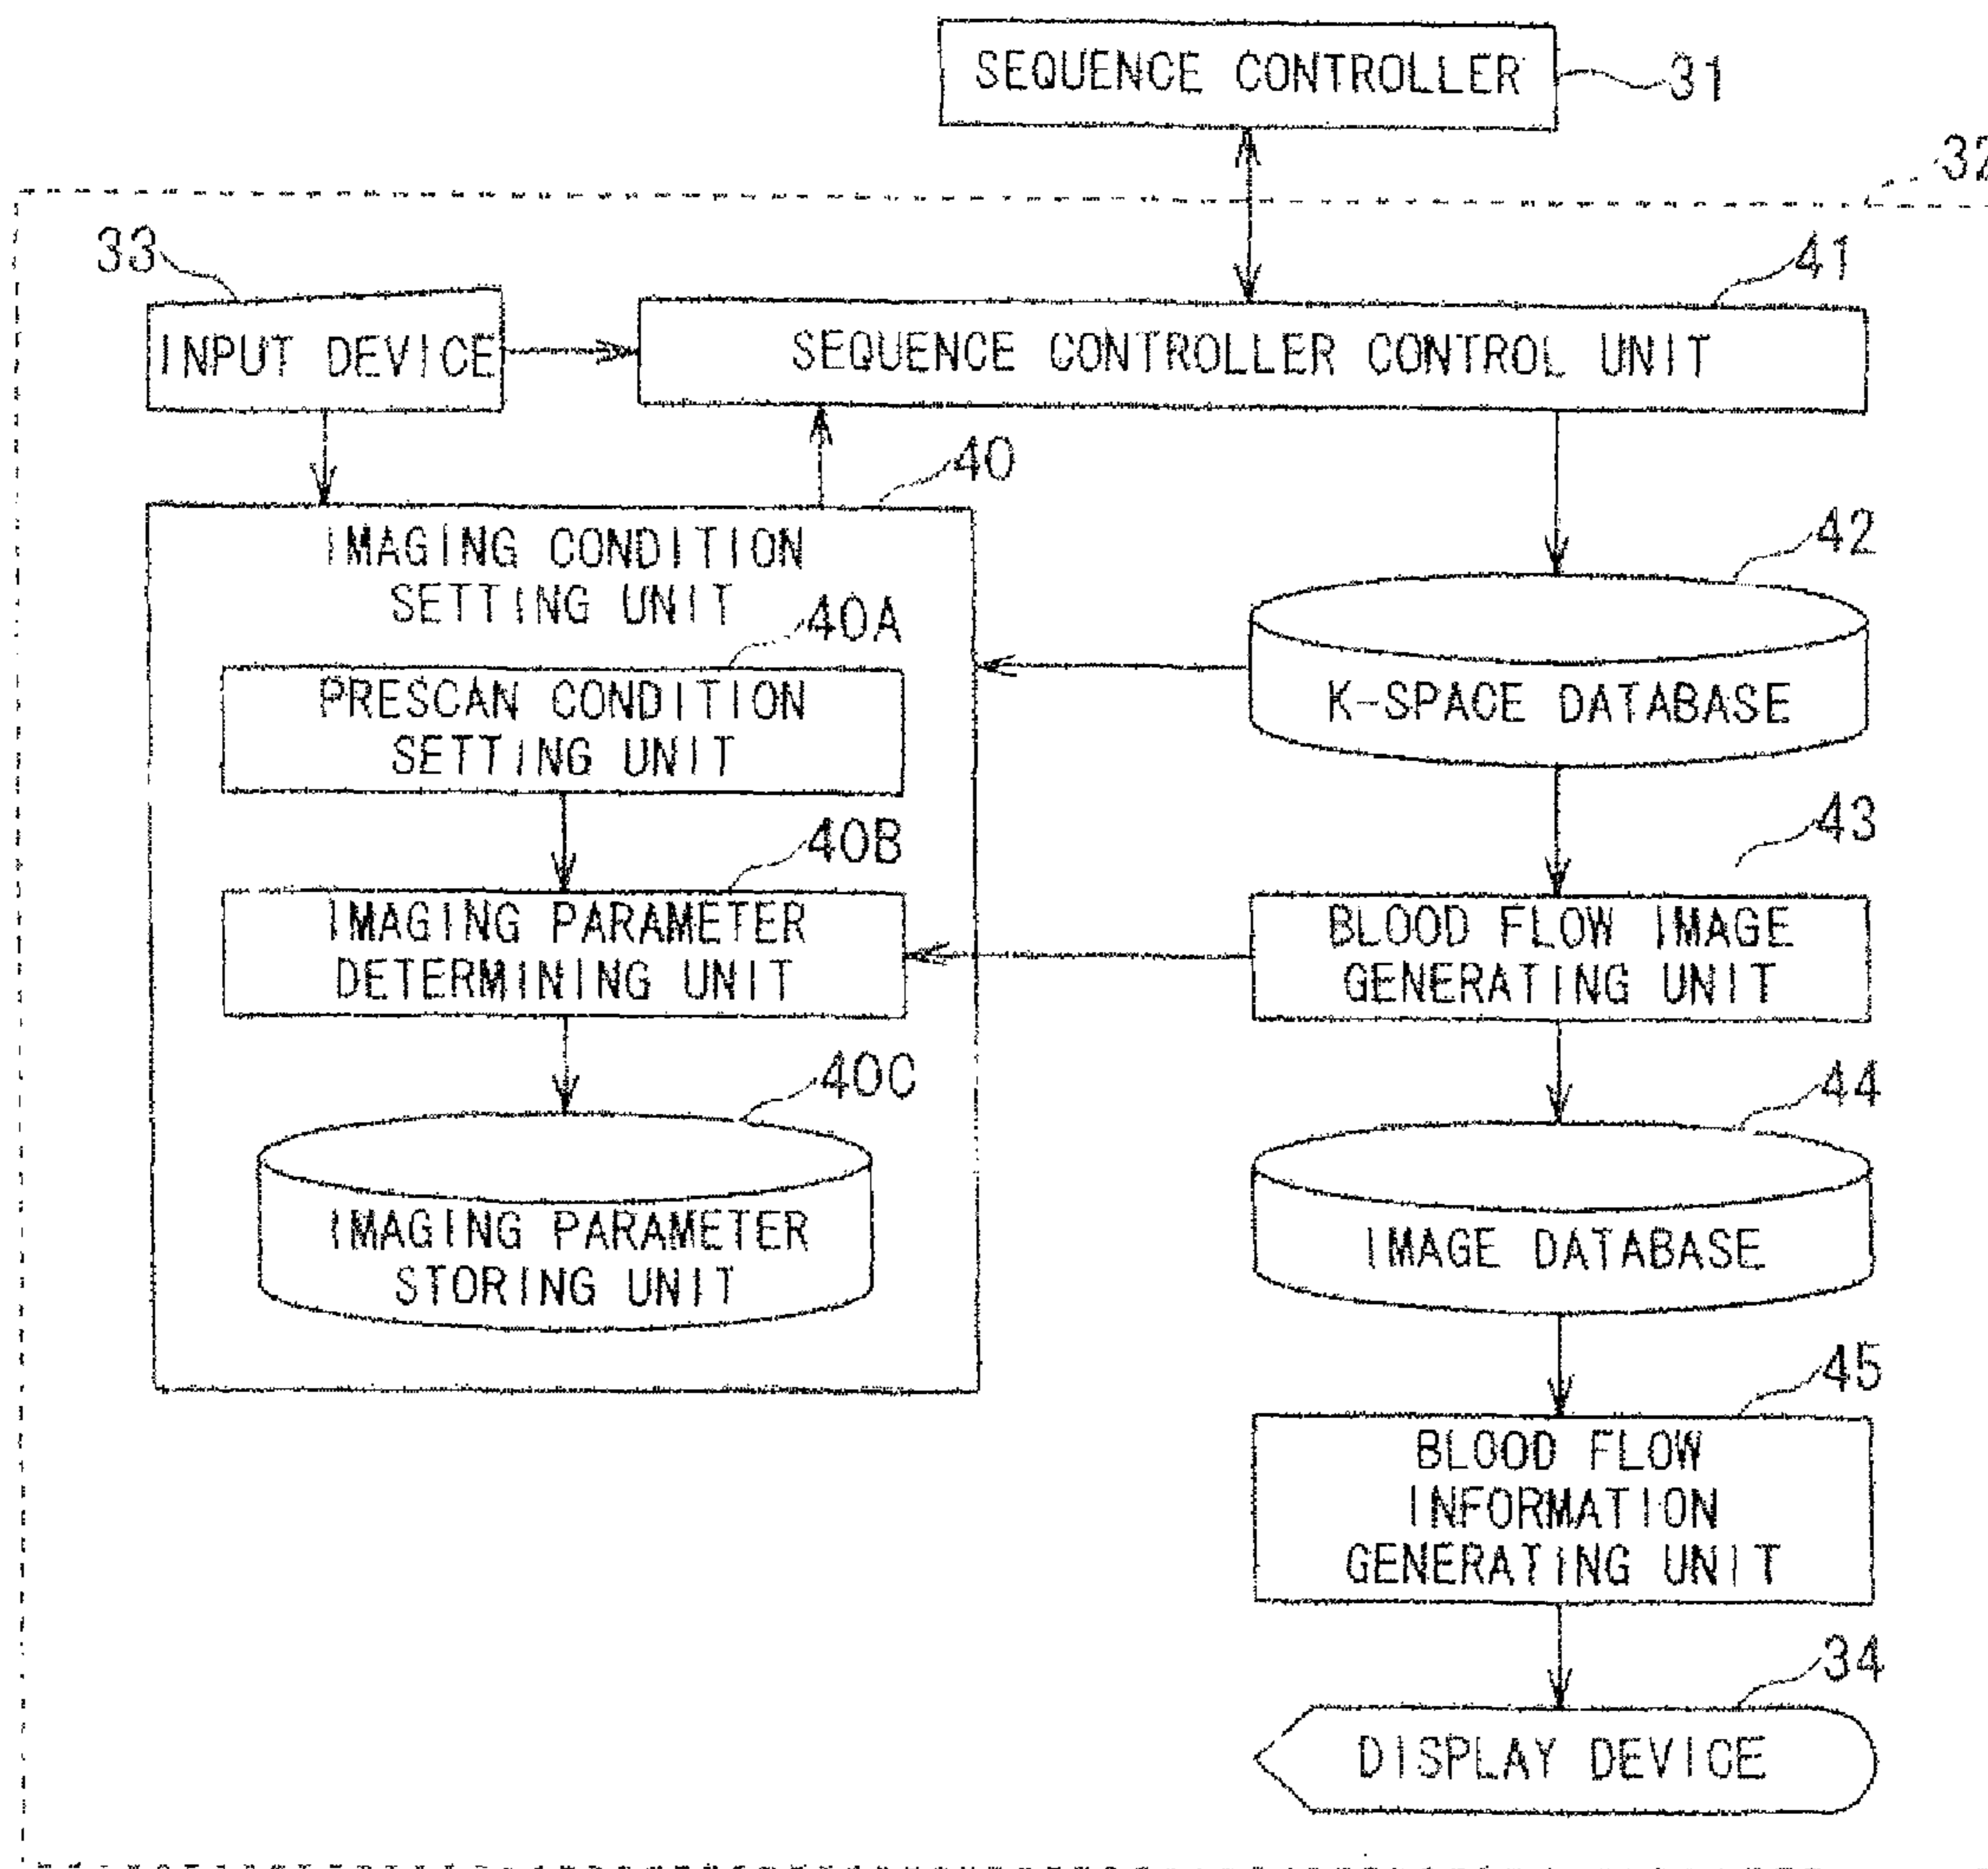 SEQUENCE CONTROLLER
31
32
33
41
INPUT DEVICE
SEQUENCE CONTROLLER CONTROL UNIT
40
IMAGING CONDITION
SETTING UNIT
42
40A
PRESCAN CONDITION
SETTING UNIT
K-SPACE DATABASE
43
40B
IMAGING PARAMETER
DETERMINING UNIT
BLOOD FLOW IMAGE
GENERATING UNIT
40C
44
IMAGING PARAMETER
STORING UNIT
IMAGE DATABASE
45
BLOOD FLOW
INFORMATION
GENERATING UNIT
34
DISPLAY DEVICE